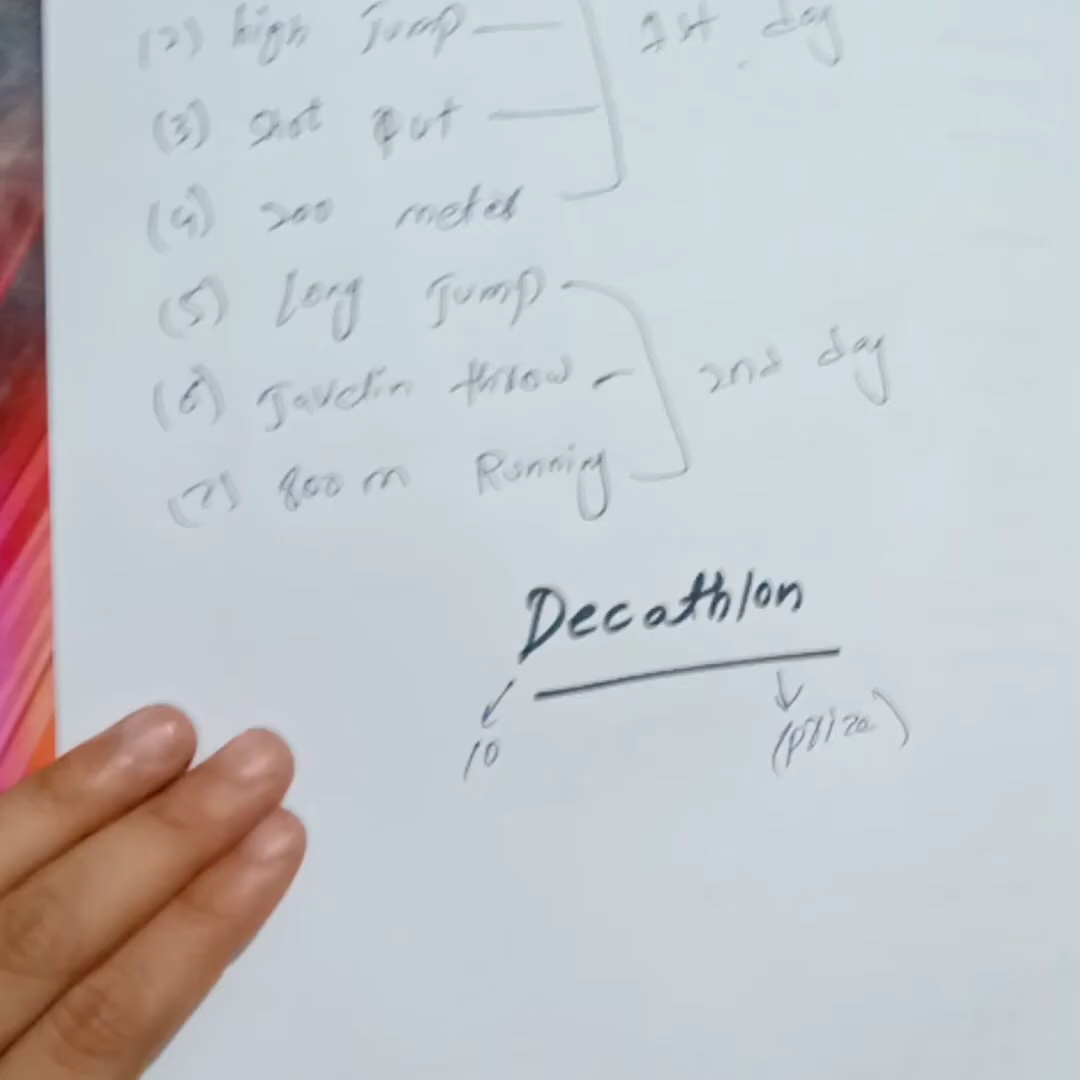 (2) high Jump
1st day
(3) Shot Put
(4) 200 meter
(5) Long Jump
(6) Javelin throw
2nd day
(7) 800 m Running
Decathlon
10
(prize)